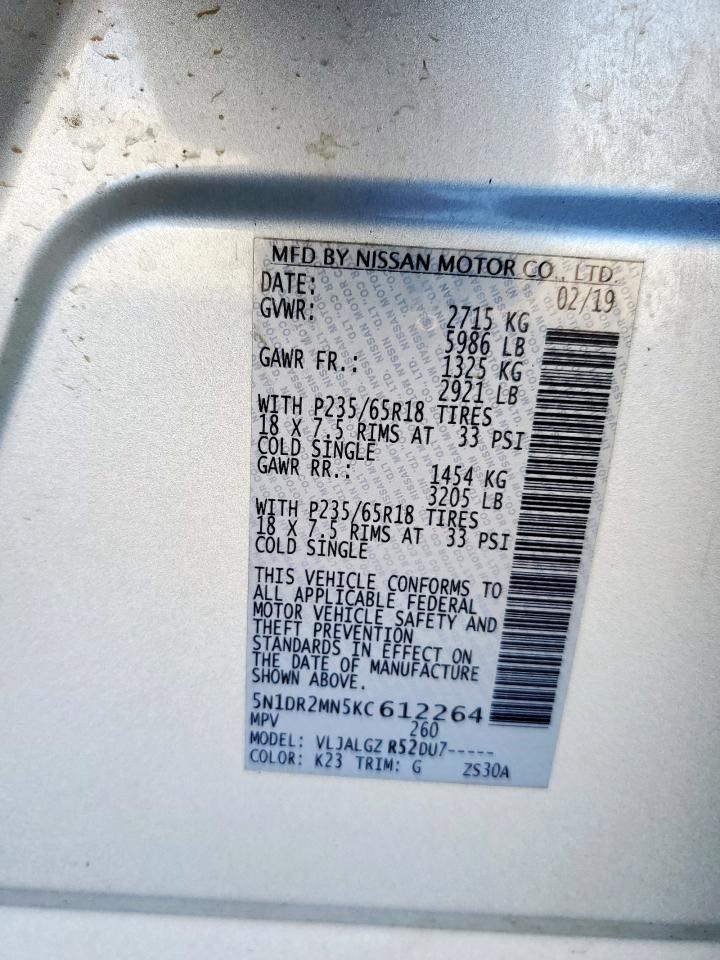 MFD BY NISSAN MOTOR CO., LTD.
DATE: 02/19
GVWR: 2715 KG
5986 LB
GAWR FR.: 1325 KG
2921 LB
WITH P235/65R18 TIRES
18 X 7.5 RIMS AT 33 PSI
COLD SINGLE
GAWR RR.: 1454 KG
3205 LB
WITH P235/65R18 TIRES
18 X 7.5 RIMS AT 33 PSI
COLD SINGLE
THIS VEHICLE CONFORMS TO
ALL APPLICABLE FEDERAL
MOTOR VEHICLE SAFETY AND
THEFT PREVENTION
STANDARDS IN EFFECT ON
THE DATE OF MANUFACTURE
SHOWN ABOVE.
5N1DR2MN5KC612264
MPV 260
MODEL: VLJALGZ R52DU7-----
COLOR: K23 TRIM: G ZS30A